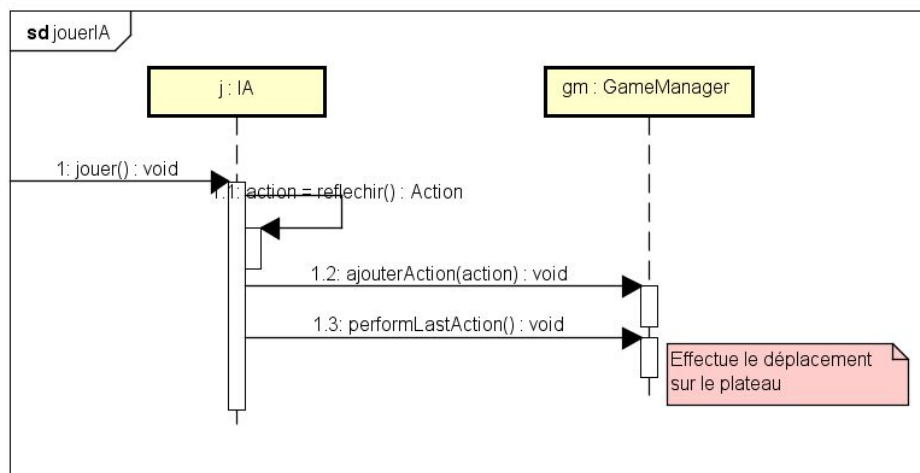 sd jouerIA
j : IA
gm : GameManager
1: jouer() : void
1.1: action = reflechir() : Action
1.2: ajouterAction(action) : void
1.3: performLastAction() : void
Effectue le déplacement
sur le plateau